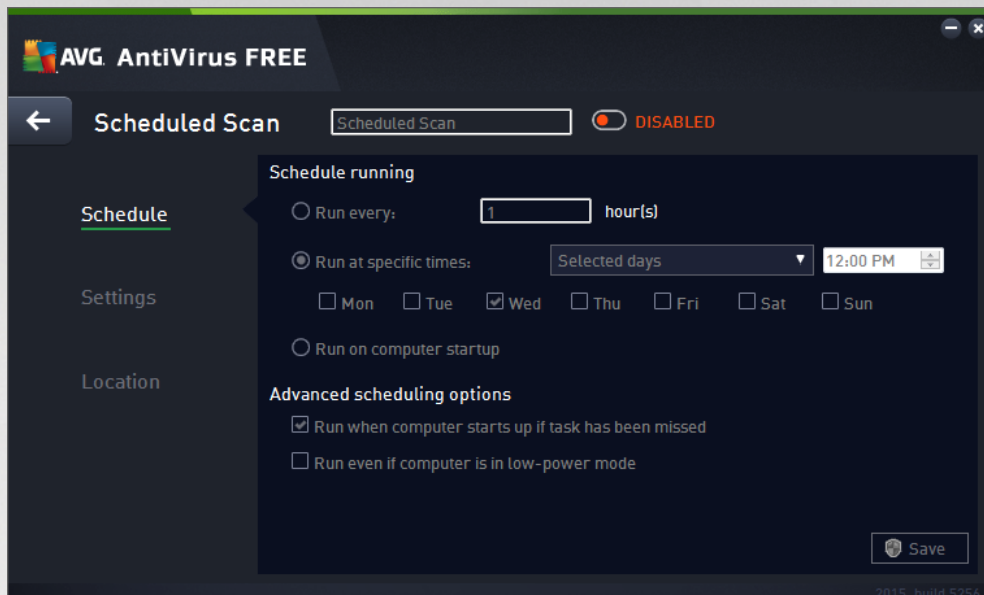 AVG. AntiVirus FREE
Scheduled Scan Scheduled Scan DISABLED
Schedule running
Schedule
Run every: 1 hour(s)
Run at specific times: Selected days 12:00 PM
Settings
Mon Tue Wed Thu Fri Sat Sun
Run on computer startup
Location
Advanced scheduling options
Run when computer starts up if task has been missed
Run even if computer is in low-power mode
Save
2015, build 5256